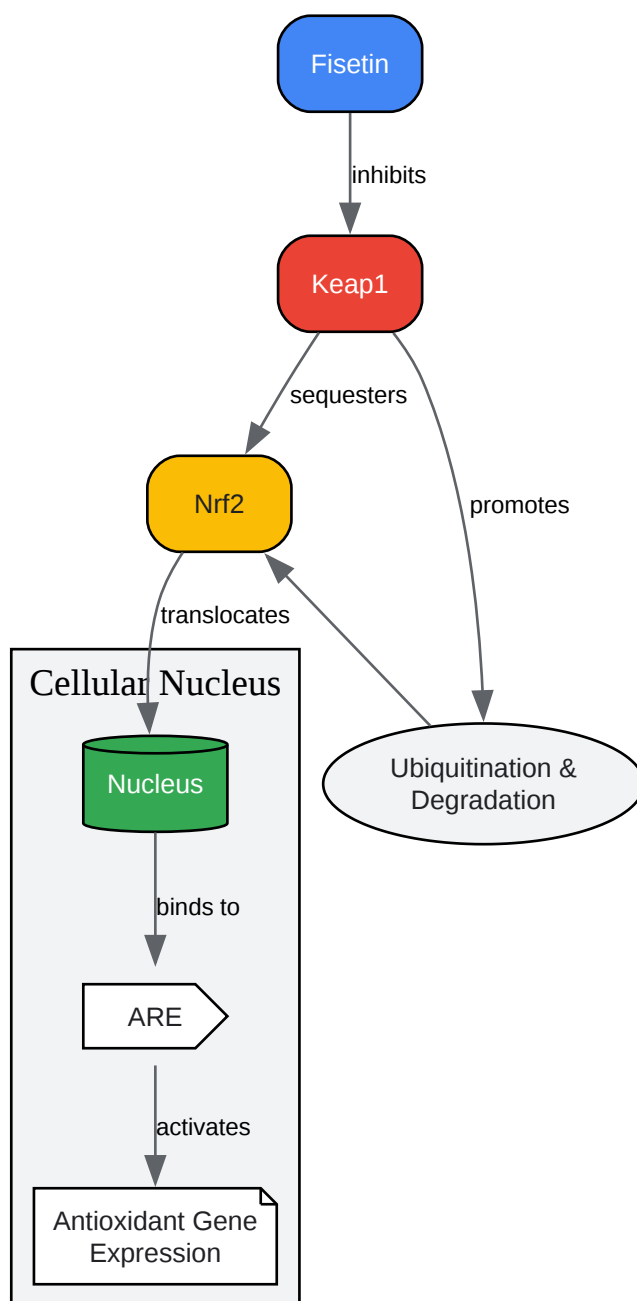 Fisetin
inhibits
Keap1
sequesters
Nrf2
promotes
translocates
Cellular Nucleus
Nucleus
Ubiquitination &
Degradation
binds to
ARE
activates
Antioxidant Gene
Expression